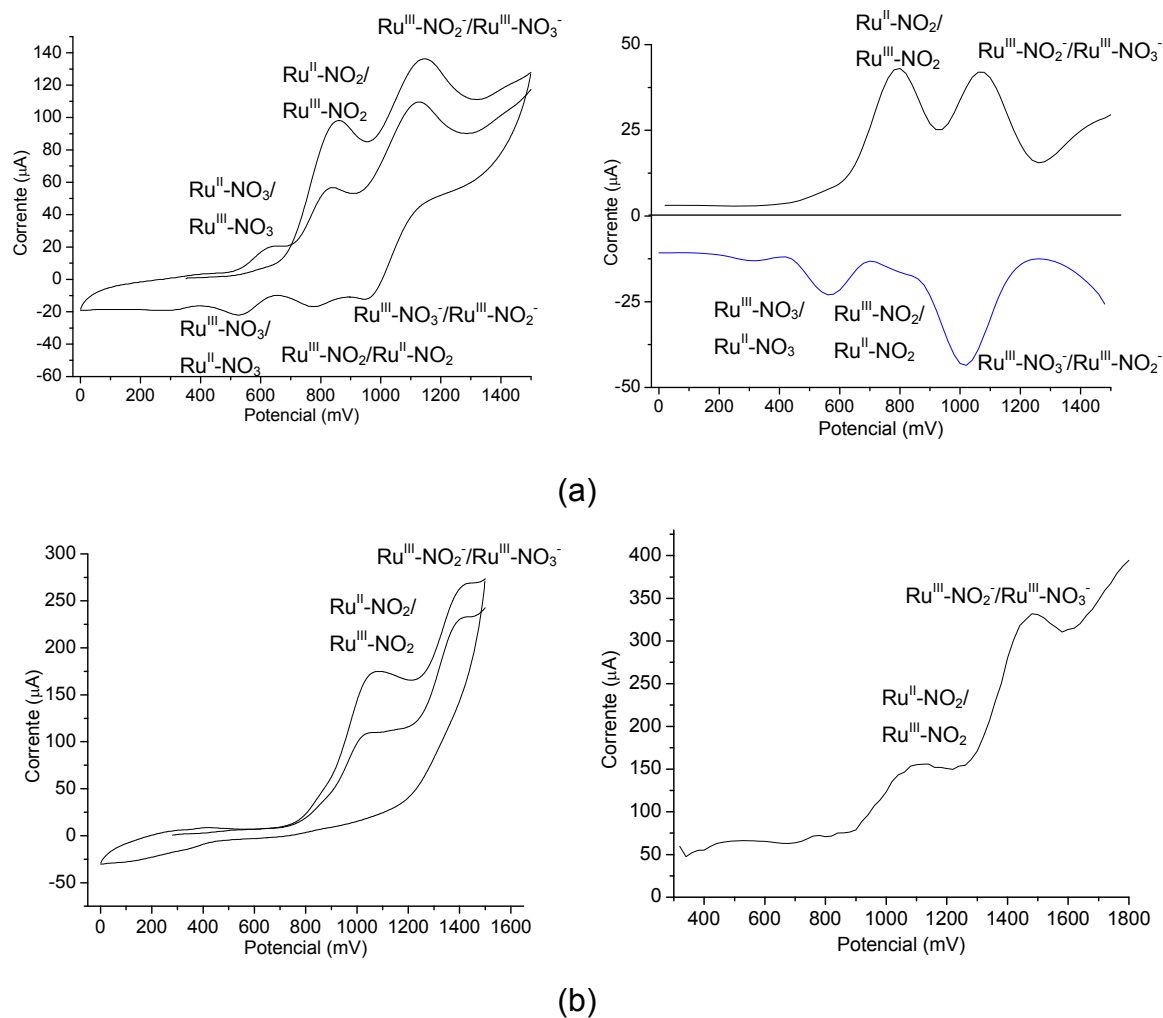 Ru^III-NO₂⁻/Ru^III-NO₃⁻
Ru^II-NO₂/
Ru^III-NO₂
Ru^II-NO₃/
Ru^III-NO₃
Ru^III-NO₃/
Ru^II-NO₃
Ru^III-NO₂/Ru^II-NO₂
Ru^III-NO₃⁻/Ru^III-NO₂⁻
140
120
100
80
60
40
20
0
-20
-40
-60
Corrente (µA)
0 200 400 600 800 1000 1200 1400
Potencial (mV)
Ru^II-NO₂/
Ru^III-NO₂
Ru^III-NO₂⁻/Ru^III-NO₃⁻
Ru^III-NO₃/
Ru^II-NO₃
Ru^III-NO₂/
Ru^II-NO₂
Ru^III-NO₃⁻/Ru^III-NO₂⁻
50
25
0
-25
-50
Corrente (µA)
0 200 400 600 800 1000 1200 1400
Potencial (mV)
(a)
Ru^III-NO₂⁻/Ru^III-NO₃⁻
Ru^II-NO₂/
Ru^III-NO₂
300
250
200
150
100
50
0
-50
Corrente (µA)
0 200 400 600 800 1000 1200 1400 1600
Potencial (mV)
Ru^III-NO₂⁻/Ru^III-NO₃⁻
Ru^II-NO₂/
Ru^III-NO₂
400
350
300
250
200
150
100
50
0
Corrente (µA)
400 600 800 1000 1200 1400 1600 1800
Potencial (mV)
(b)